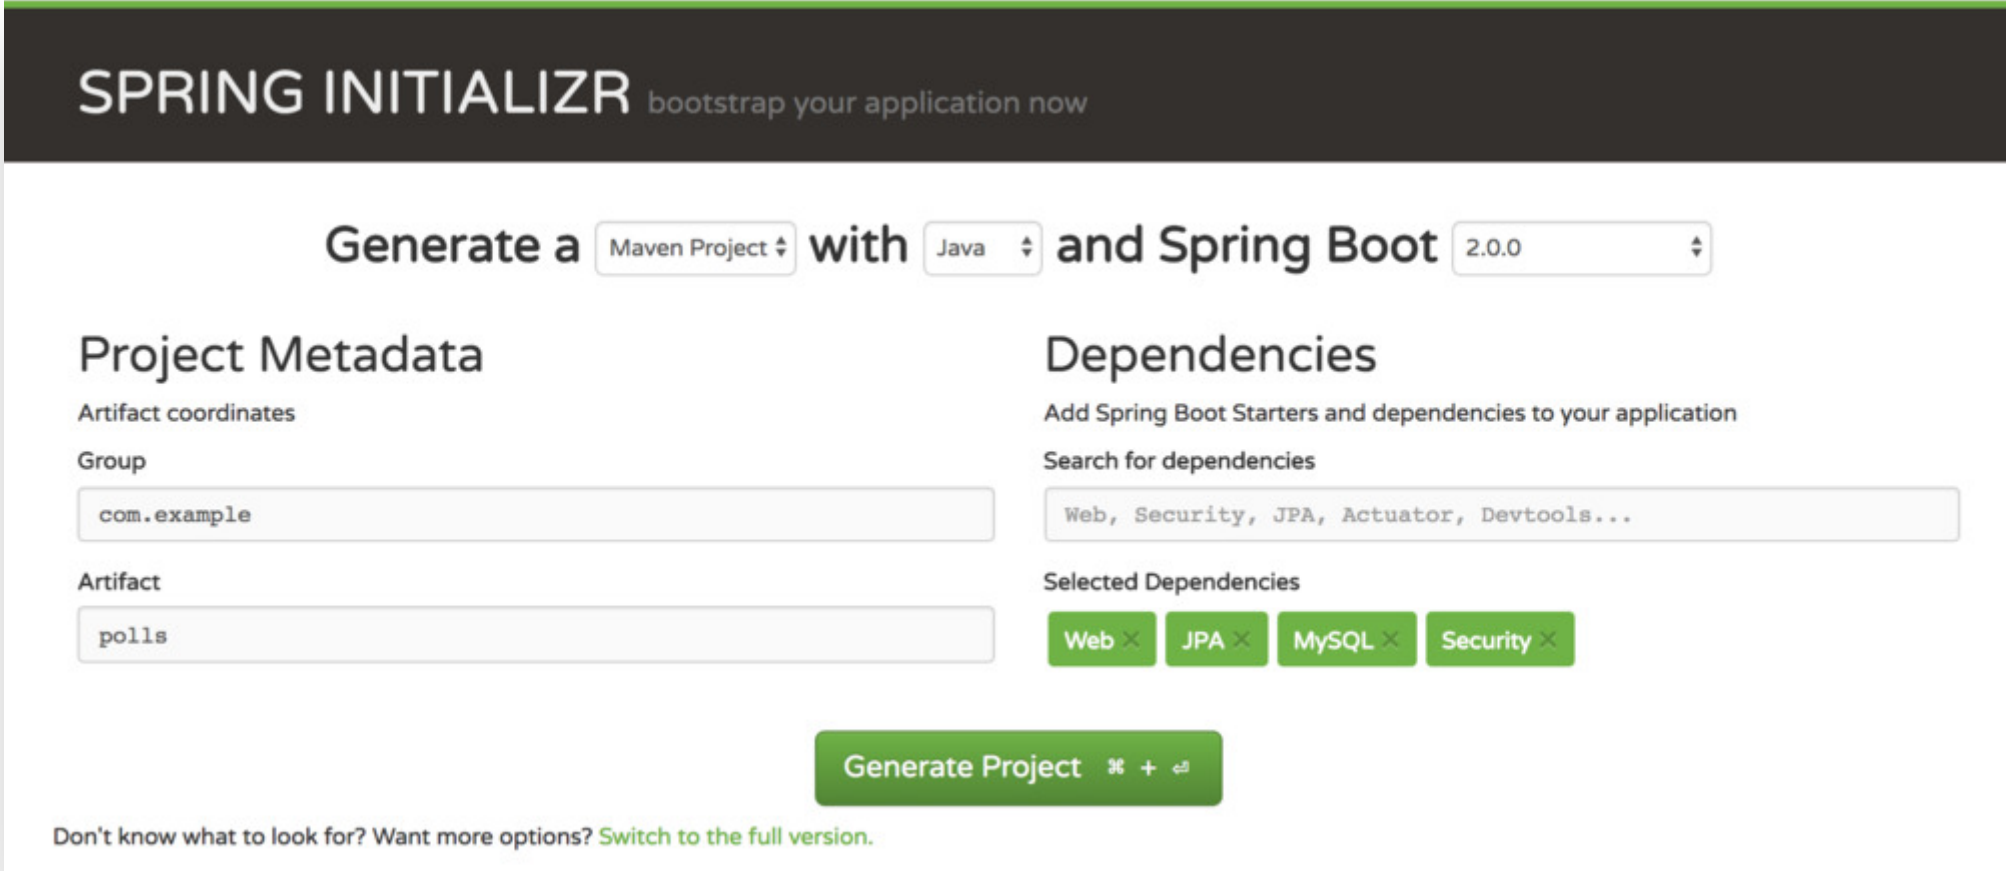 SPRING INITIALIZR bootstrap your application now
Generate a Maven Project with Java and Spring Boot 2.0.0
Project Metadata
Artifact coordinates
Group
com.example
Artifact
polls
Dependencies
Add Spring Boot Starters and dependencies to your application
Search for dependencies
Web, Security, JPA, Actuator, Devtools...
Selected Dependencies
Web × JPA × MySQL × Security ×
Generate Project ⌘ + ⏎
Don't know what to look for? Want more options? Switch to the full version.